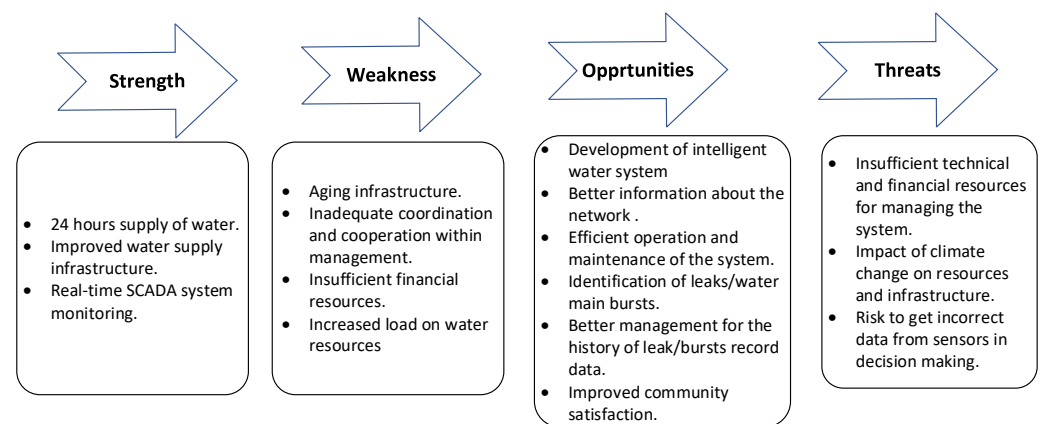 Strength
24 hours supply of water.
Improved water supply
infrastructure.
Real-time SCADA system
monitoring.
Weakness
Aging infrastructure.
Inadequate coordination
and cooperation within
management.
Insufficient financial
resources.
Increased load on water
resources
Opprtunities
Development of intelligent
water system
Better information about the
network .
Efficient operation and
maintenance of the system.
Identification of leaks/water
main bursts.
Better management for the
history of leak/bursts record
data.
Improved community
satisfaction.
Threats
Insufficient technical
and financial resources
for managing the
system.
Impact of climate
change on resources
and infrastructure.
Risk to get incorrect
data from sensors in
decision making.